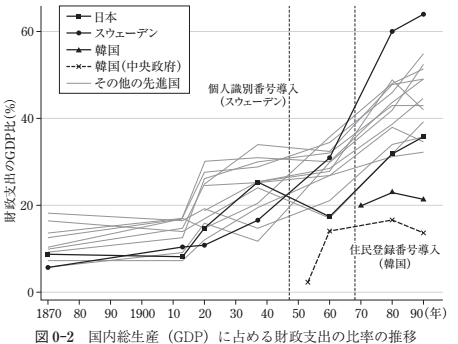 日本
スウェーデン
韓国
韓国(中央政府)
その他の先進国
個人識別番号導入
(スウェーデン)
財政支出のGDP比(%)
60
40
20
0
住民登録番号導入
(韓国)
1870 80 90 1900 10 20 30 40 50 60 70 80 90(年)
図0-2 国内総生産(GDP)に占める財政支出の比率の推移